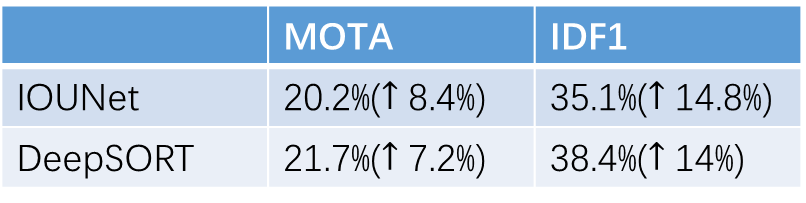 MOTA IDF1
IOUNet 20.2%(↑ 8.4%) 35.1%(↑ 14.8%)
DeepSORT 21.7%(↑ 7.2%) 38.4%(↑ 14%)